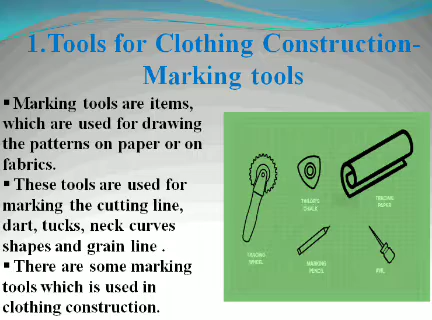 1.Tools for Clothing Construction-
Marking tools
▪ Marking tools are items,
which are used for drawing
the patterns on paper or on
fabrics.
▪ These tools are used for
marking the cutting line,
dart, tucks, neck curves
shapes and grain line .
▪ There are some marking
tools which is used in
clothing construction.
TAILOR'S
CHALK
TRACING
PAPER
TRACING
WHEEL
MARKING
PENCIL
AWL